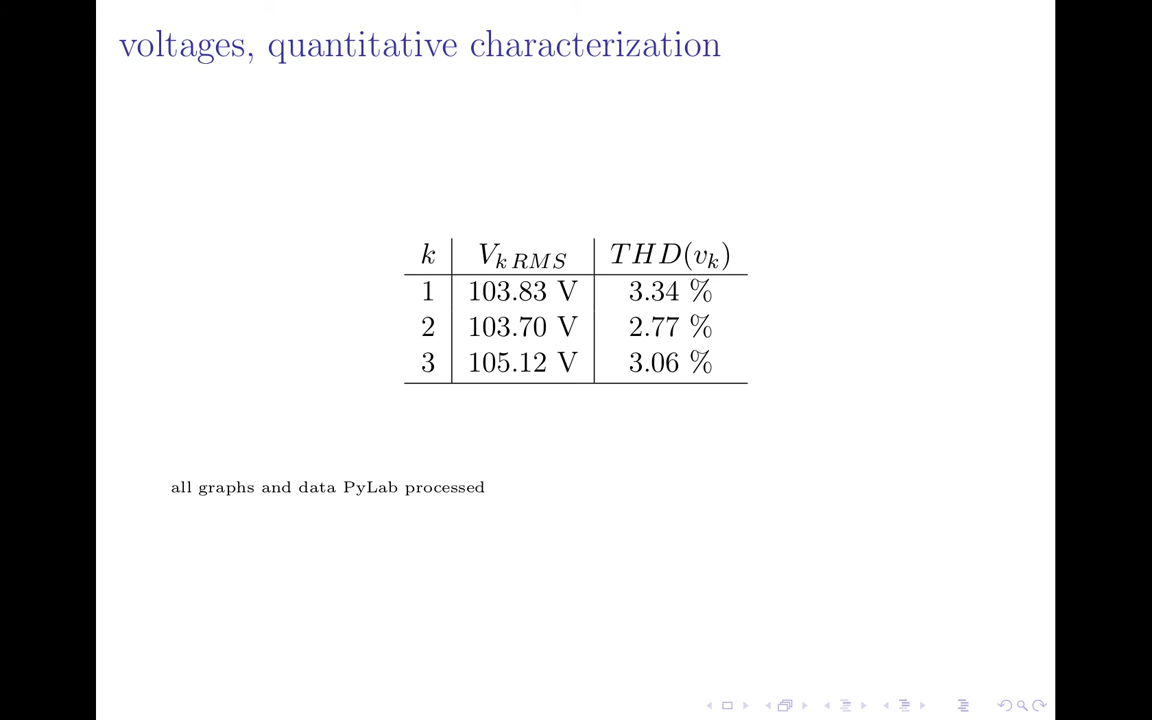 voltages, quantitative characterization
k V_{k RMS} THD(v_k)
1 103.83 V 3.34 %
2 103.70 V 2.77 %
3 105.12 V 3.06 %
all graphs and data PyLab processed